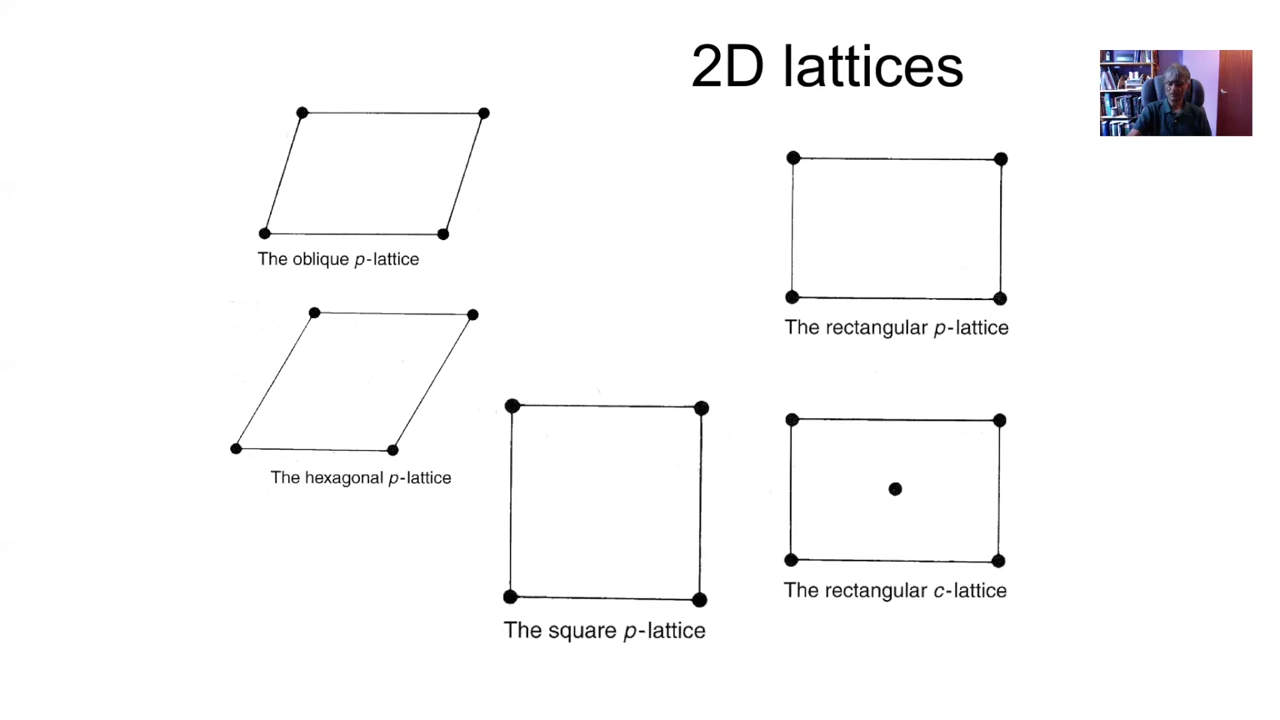 2D lattices
The oblique p-lattice
The rectangular p-lattice
The hexagonal p-lattice
The rectangular c-lattice
The square p-lattice